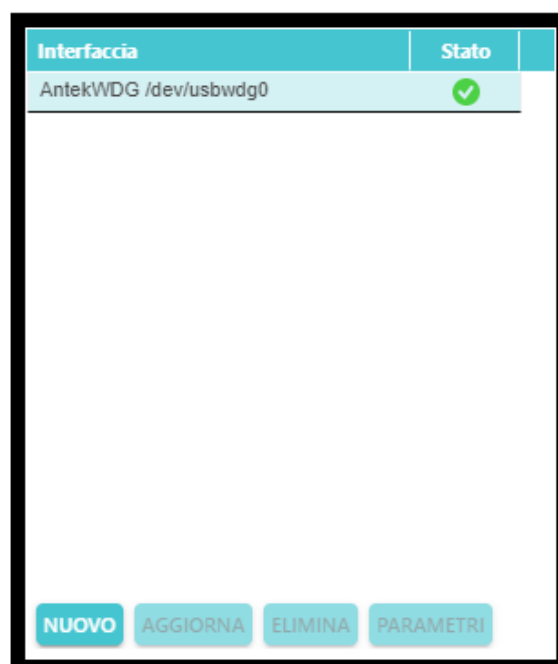 Interfaccia Stato
AntekWDG /dev/usbwdg0
NUOVO AGGIORNA ELIMINA PARAMETRI